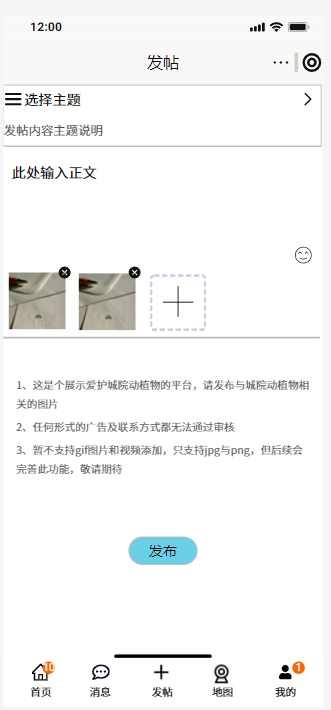 12:00
发帖
选择主题
发帖内容主题说明
此处输入正文
1、这是个展示爱护城院动植物的平台，请发布与城院动植物相
关的图片
2、任何形式的广告及联系方式都无法通过审核
3、暂不支持gif图片和视频添加，只支持jpg与png，但后续会
完善此功能，敬请期待
发布
10 1
首页 消息 发帖 地图 我的